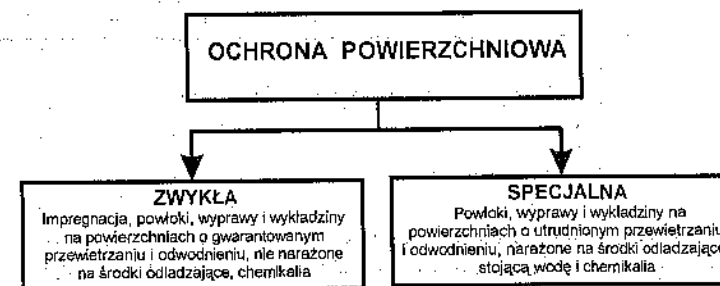 OCHRONA POWIERZCHNIOWA
ZWYKŁA
Impregnacja, powłoki, wyprawy i wykładziny
na powierzchniach o gwarantowanym
przewietrzaniu i odwodnieniu, nie narażone
na środki odladzające, chemikalia
SPECJALNA
Powłoki, wyprawy i wykładziny na
powierzchniach o utrudnionym przewietrzaniu
i odwodnieniu, narażone na środki odladzające
stojącą wodę i chemikalia